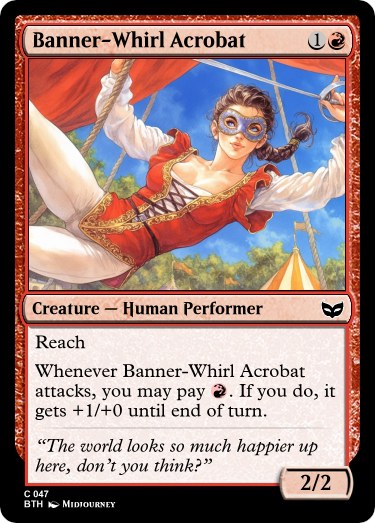 Banner-Whirl Acrobat 1
Creature — Human Performer
Reach
Whenever Banner-Whirl Acrobat
attacks, you may pay . If you do, it
gets +1/+0 until end of turn.
“The world looks so much happier up
here, don’t you think?”
2/2
C 047
BTH Midjourney